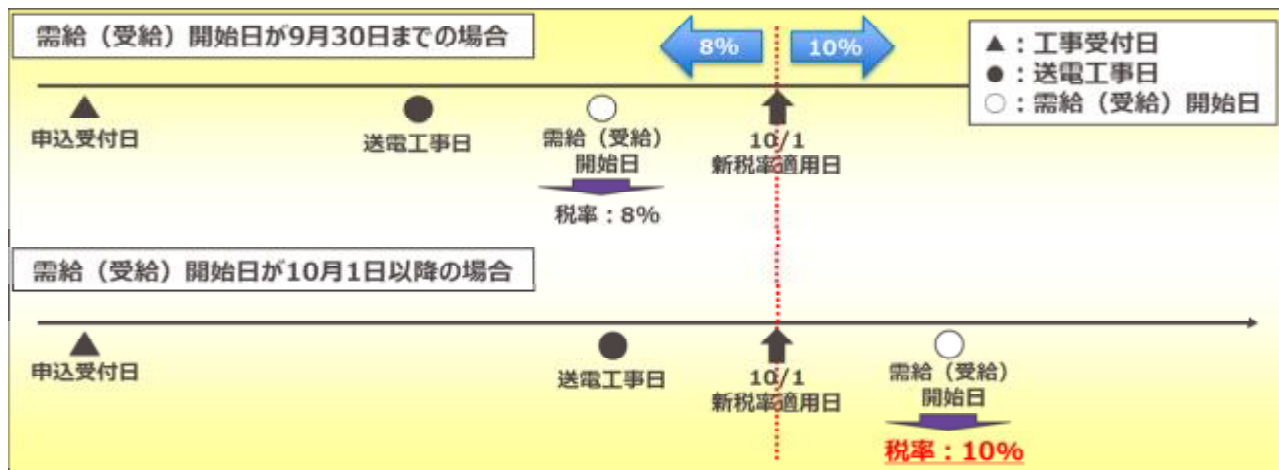 需給（受給）開始日が9月30日までの場合
8%
10%
▲：工事受付日
●：送電工事日
○：需給（受給）開始日
申込受付日
送電工事日
需給（受給）
開始日
税率：8%
10/1
新税率適用日
需給（受給）開始日が10月1日以降の場合
申込受付日
送電工事日
10/1
新税率適用日
需給（受給）
開始日
税率：10%